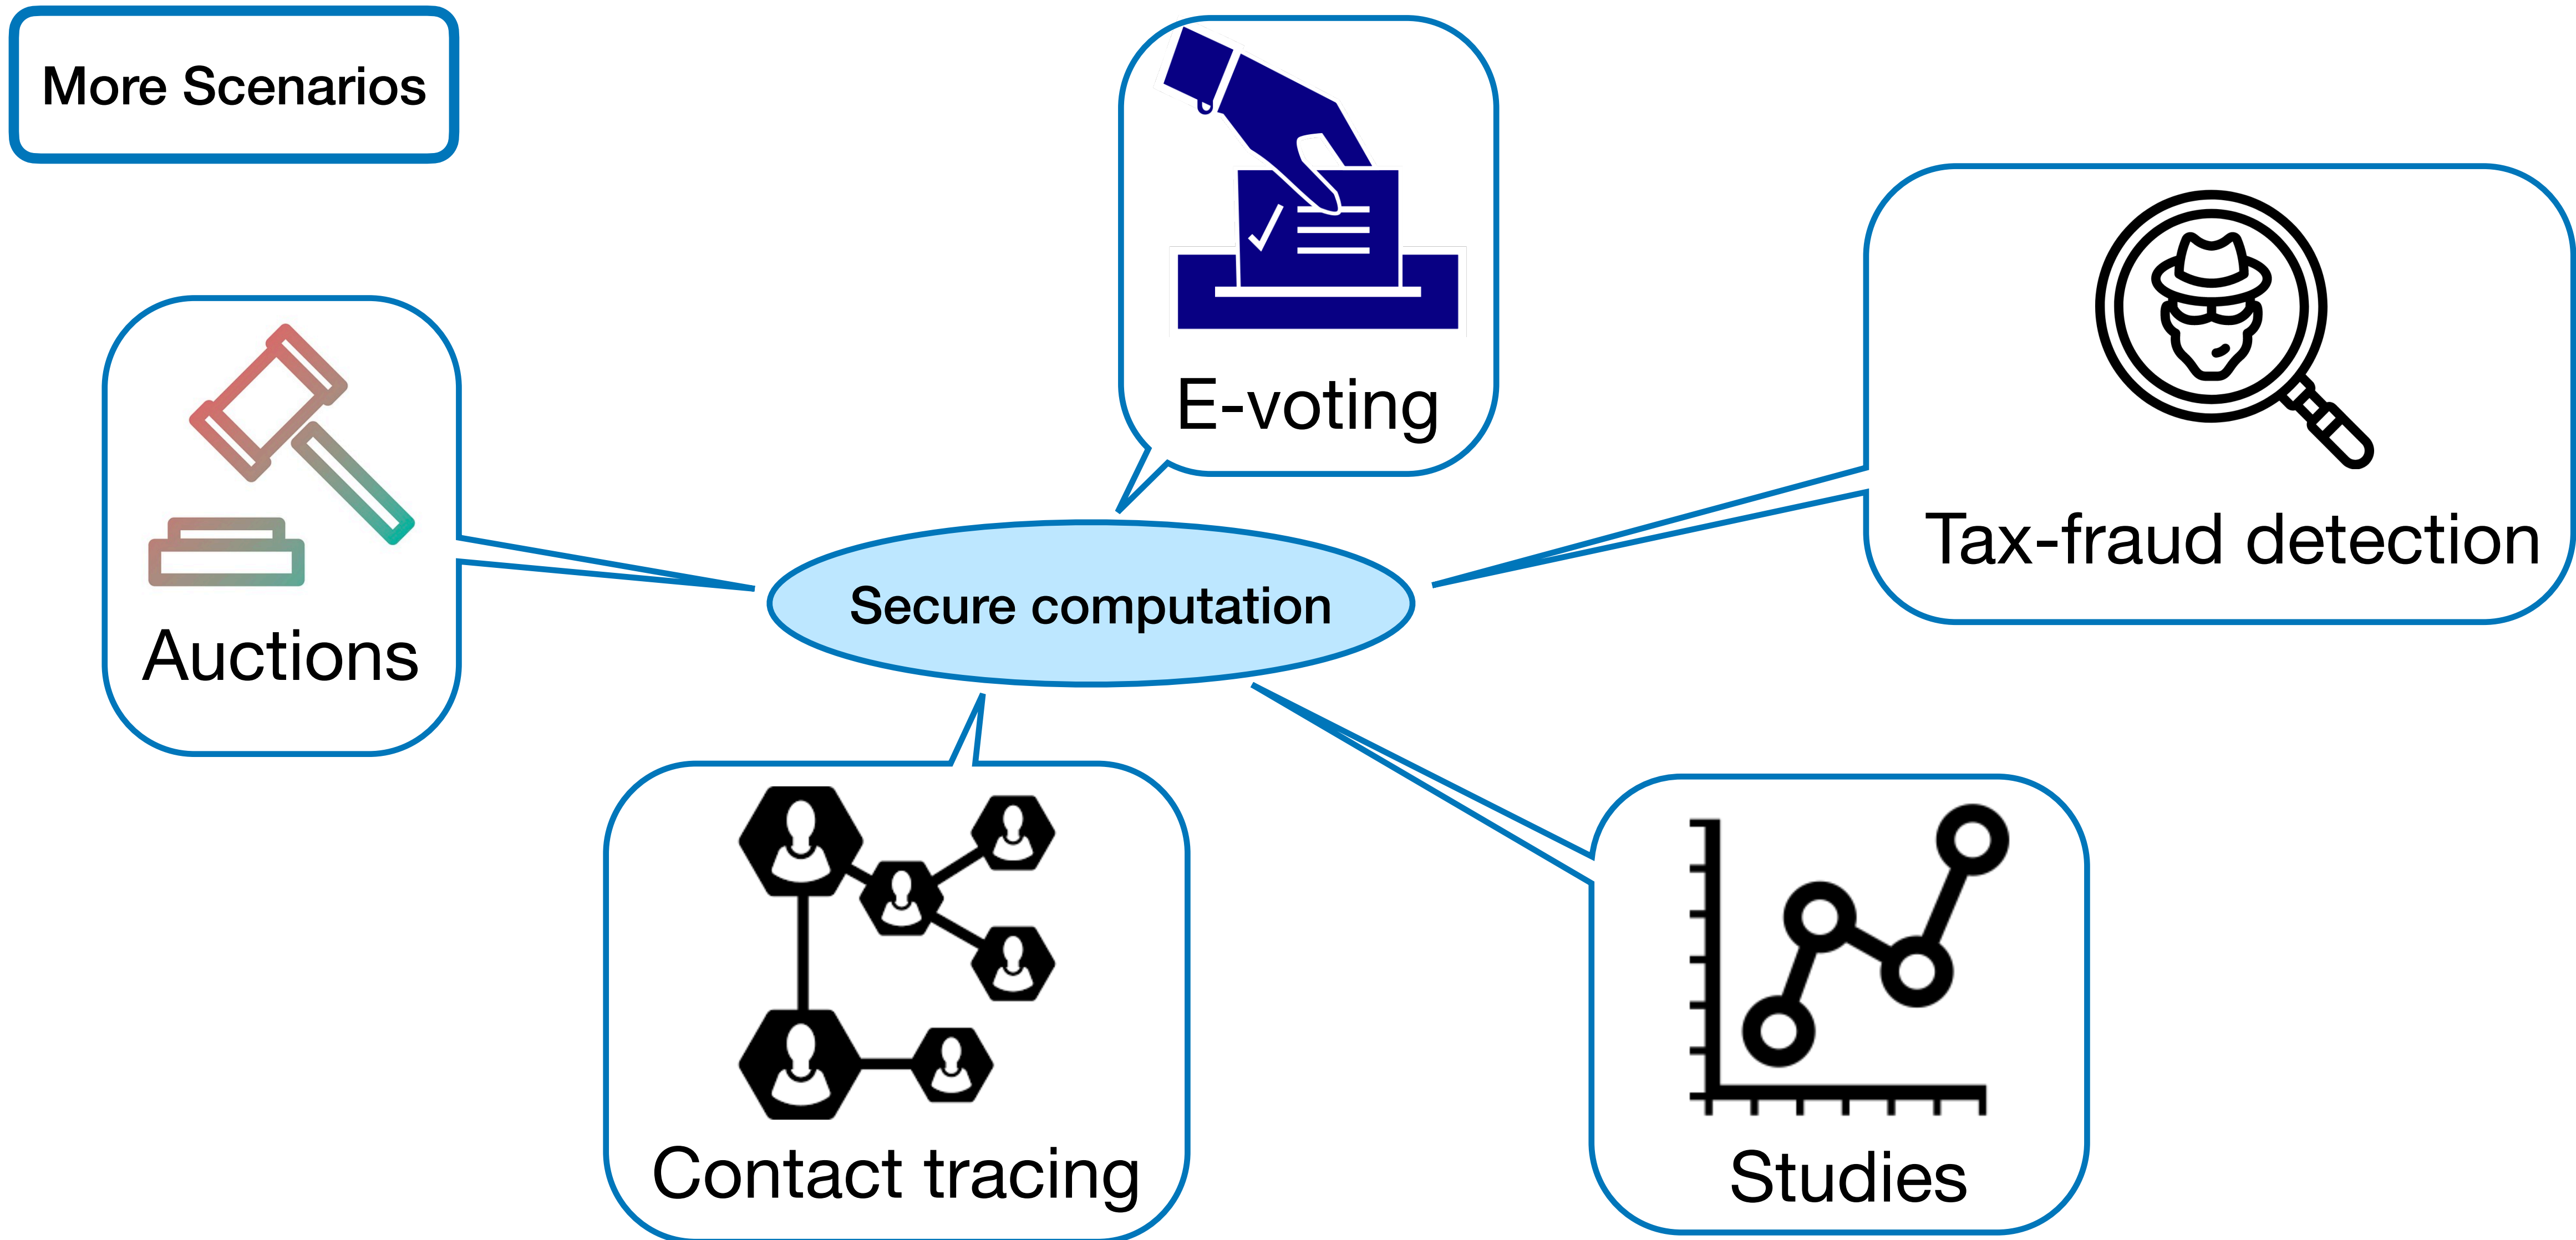 More Scenarios
E-voting
Tax-fraud detection
Auctions
Secure computation
Contact tracing
Studies